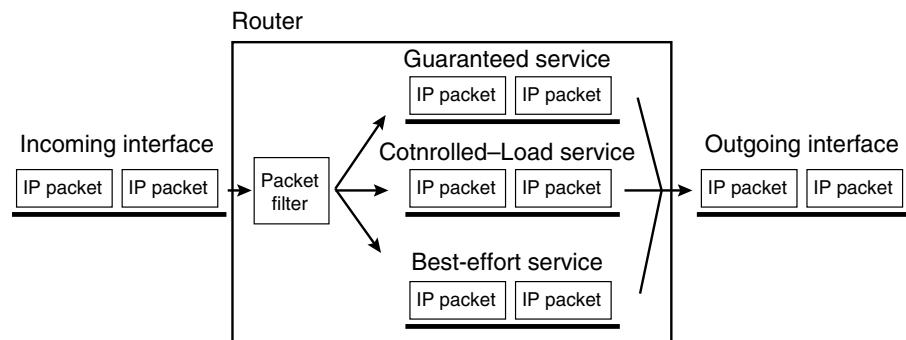 Router
Guaranteed service
IP packet IP packet
Incoming interface
Cotnrolled–Load service
Outgoing interface
IP packet IP packet
Packet
filter
IP packet IP packet
IP packet IP packet
Best-effort service
IP packet IP packet